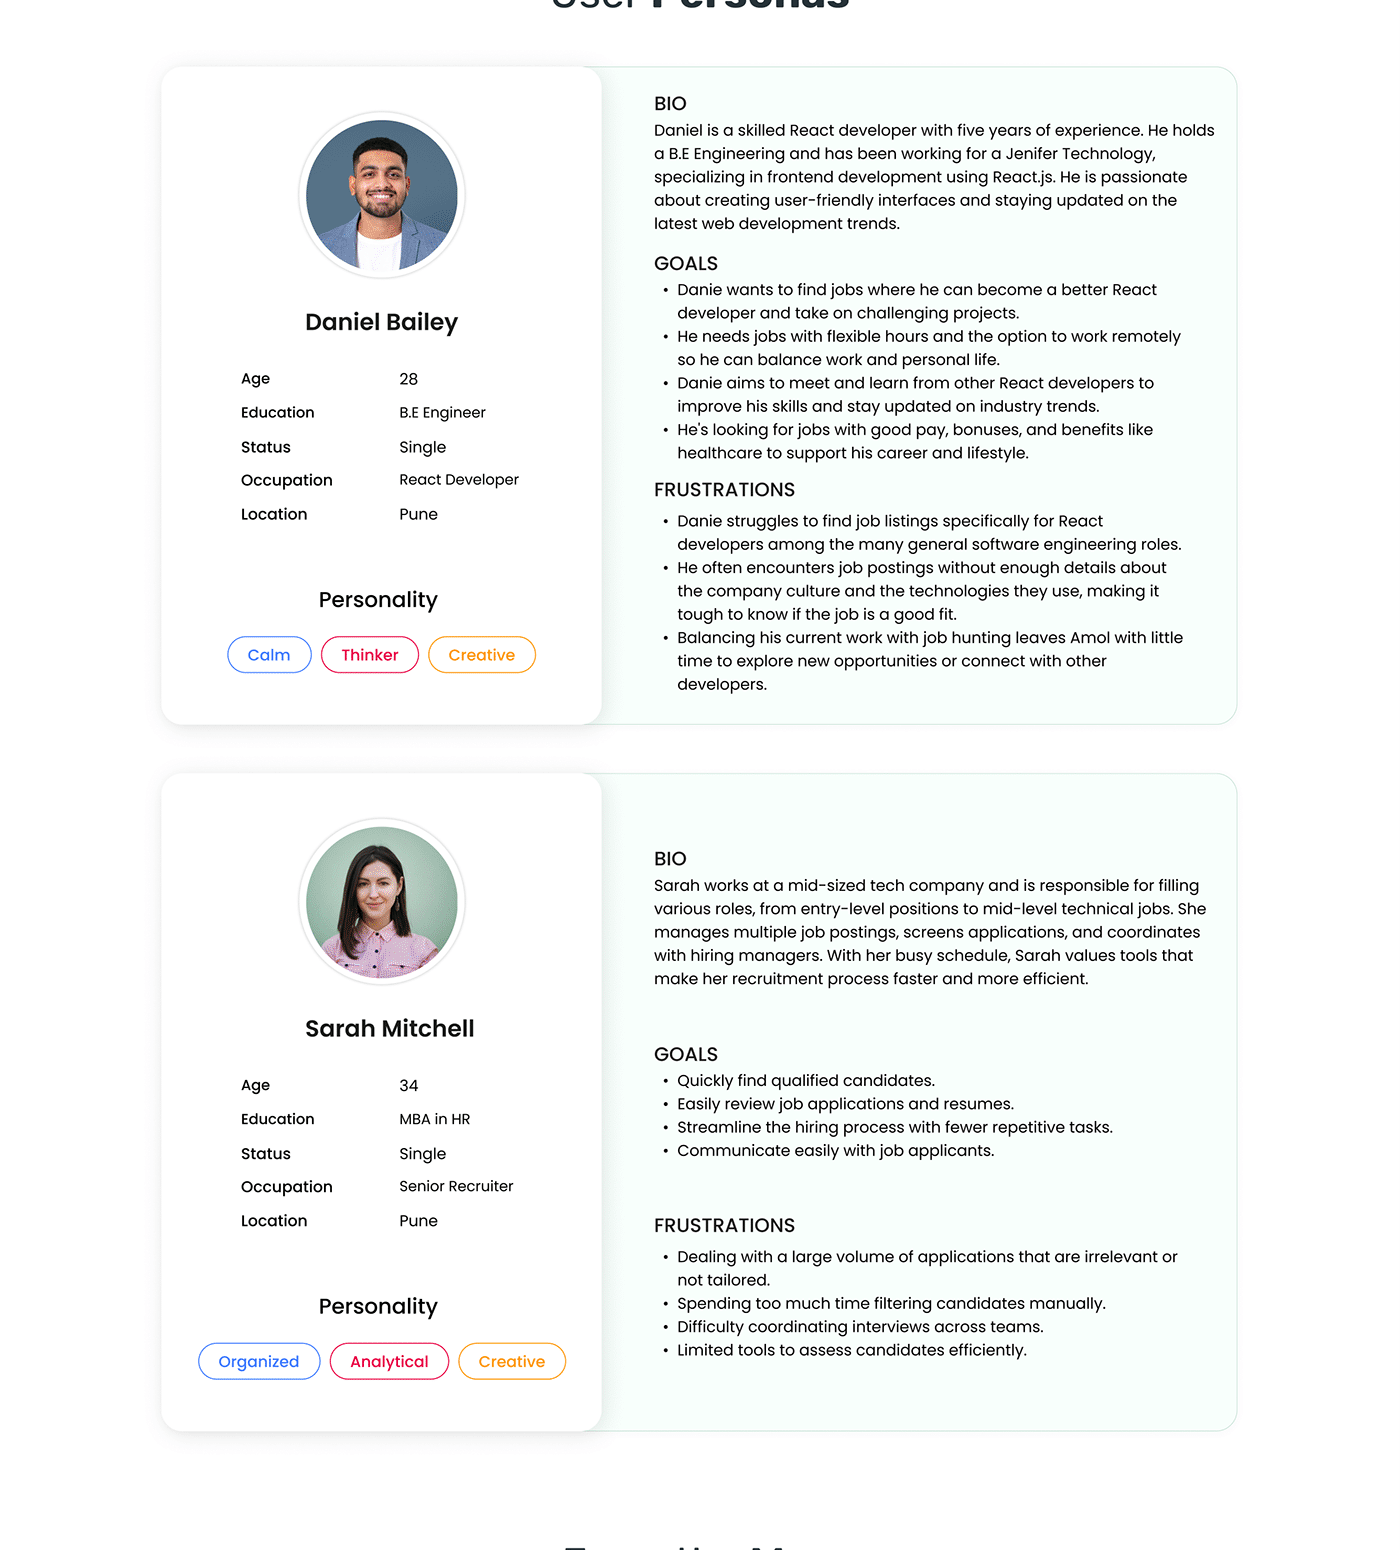 User Personas
Daniel Bailey
Age 28
Education B.E Engineer
Status Single
Occupation React Developer
Location Pune
Personality
Calm Thinker Creative
BIO
Daniel is a skilled React developer with five years of experience. He holds
a B.E Engineering and has been working for a Jenifer Technology,
specializing in frontend development using React.js. He is passionate
about creating user-friendly interfaces and staying updated on the
latest web development trends.
GOALS
• Danie wants to find jobs where he can become a better React
developer and take on challenging projects.
• He needs jobs with flexible hours and the option to work remotely
so he can balance work and personal life.
• Danie aims to meet and learn from other React developers to
improve his skills and stay updated on industry trends.
• He's looking for jobs with good pay, bonuses, and benefits like
healthcare to support his career and lifestyle.
FRUSTRATIONS
• Danie struggles to find job listings specifically for React
developers among the many general software engineering roles.
• He often encounters job postings without enough details about
the company culture and the technologies they use, making it
tough to know if the job is a good fit.
• Balancing his current work with job hunting leaves Amol with little
time to explore new opportunities or connect with other
developers.
Sarah Mitchell
Age 34
Education MBA in HR
Status Single
Occupation Senior Recruiter
Location Pune
Personality
Organized Analytical Creative
BIO
Sarah works at a mid-sized tech company and is responsible for filling
various roles, from entry-level positions to mid-level technical jobs. She
manages multiple job postings, screens applications, and coordinates
with hiring managers. With her busy schedule, Sarah values tools that
make her recruitment process faster and more efficient.
GOALS
• Quickly find qualified candidates.
• Easily review job applications and resumes.
• Streamline the hiring process with fewer repetitive tasks.
• Communicate easily with job applicants.
FRUSTRATIONS
• Dealing with a large volume of applications that are irrelevant or
not tailored.
• Spending too much time filtering candidates manually.
• Difficulty coordinating interviews across teams.
• Limited tools to assess candidates efficiently.